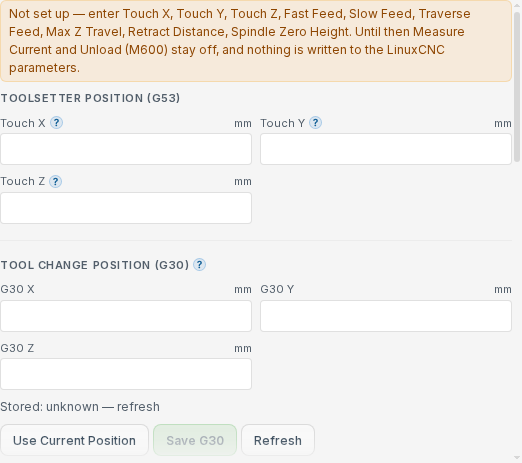 Not set up — enter Touch X, Touch Y, Touch Z, Fast Feed, Slow Feed, Traverse
Feed, Max Z Travel, Retract Distance, Spindle Zero Height. Until then Measure
Current and Unload (M600) stay off, and nothing is written to the LinuxCNC
parameters.
TOOLSETTER POSITION (G53)
Touch X ? mm Touch Y ? mm
Touch Z ? mm
TOOL CHANGE POSITION (G30) ?
G30 X mm G30 Y mm
G30 Z mm
Stored: unknown — refresh
Use Current Position Save G30 Refresh